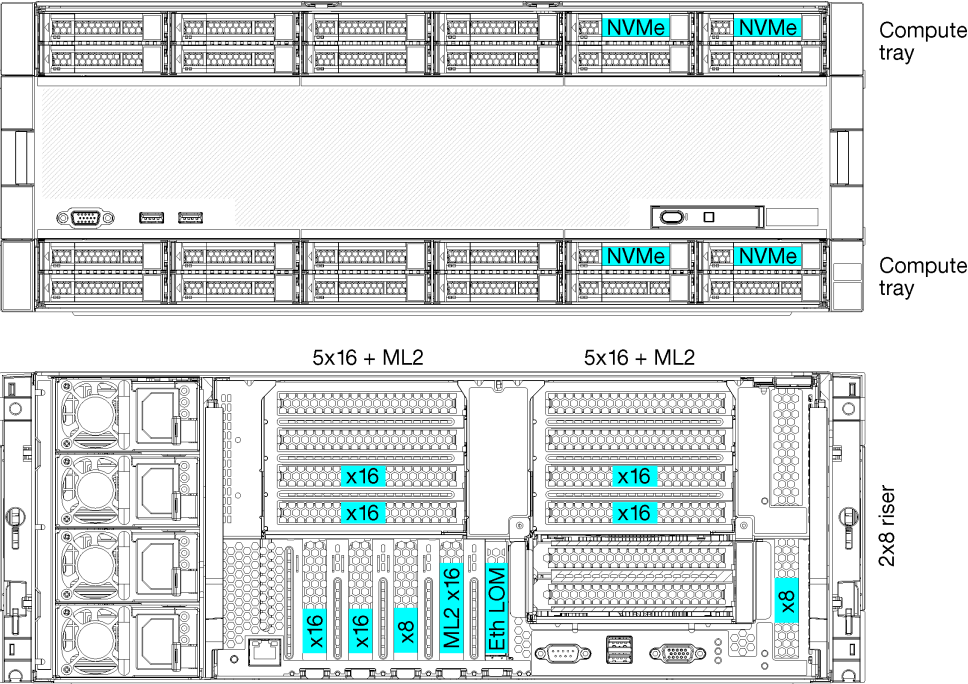 NVMe NVMe
Compute
tray
NVMe NVMe
Compute
tray
5x16 + ML2 5x16 + ML2
x16 x16
x16 x16
2x8 riser
x16
x16
x8
ML2 x16
Eth LOM
x8